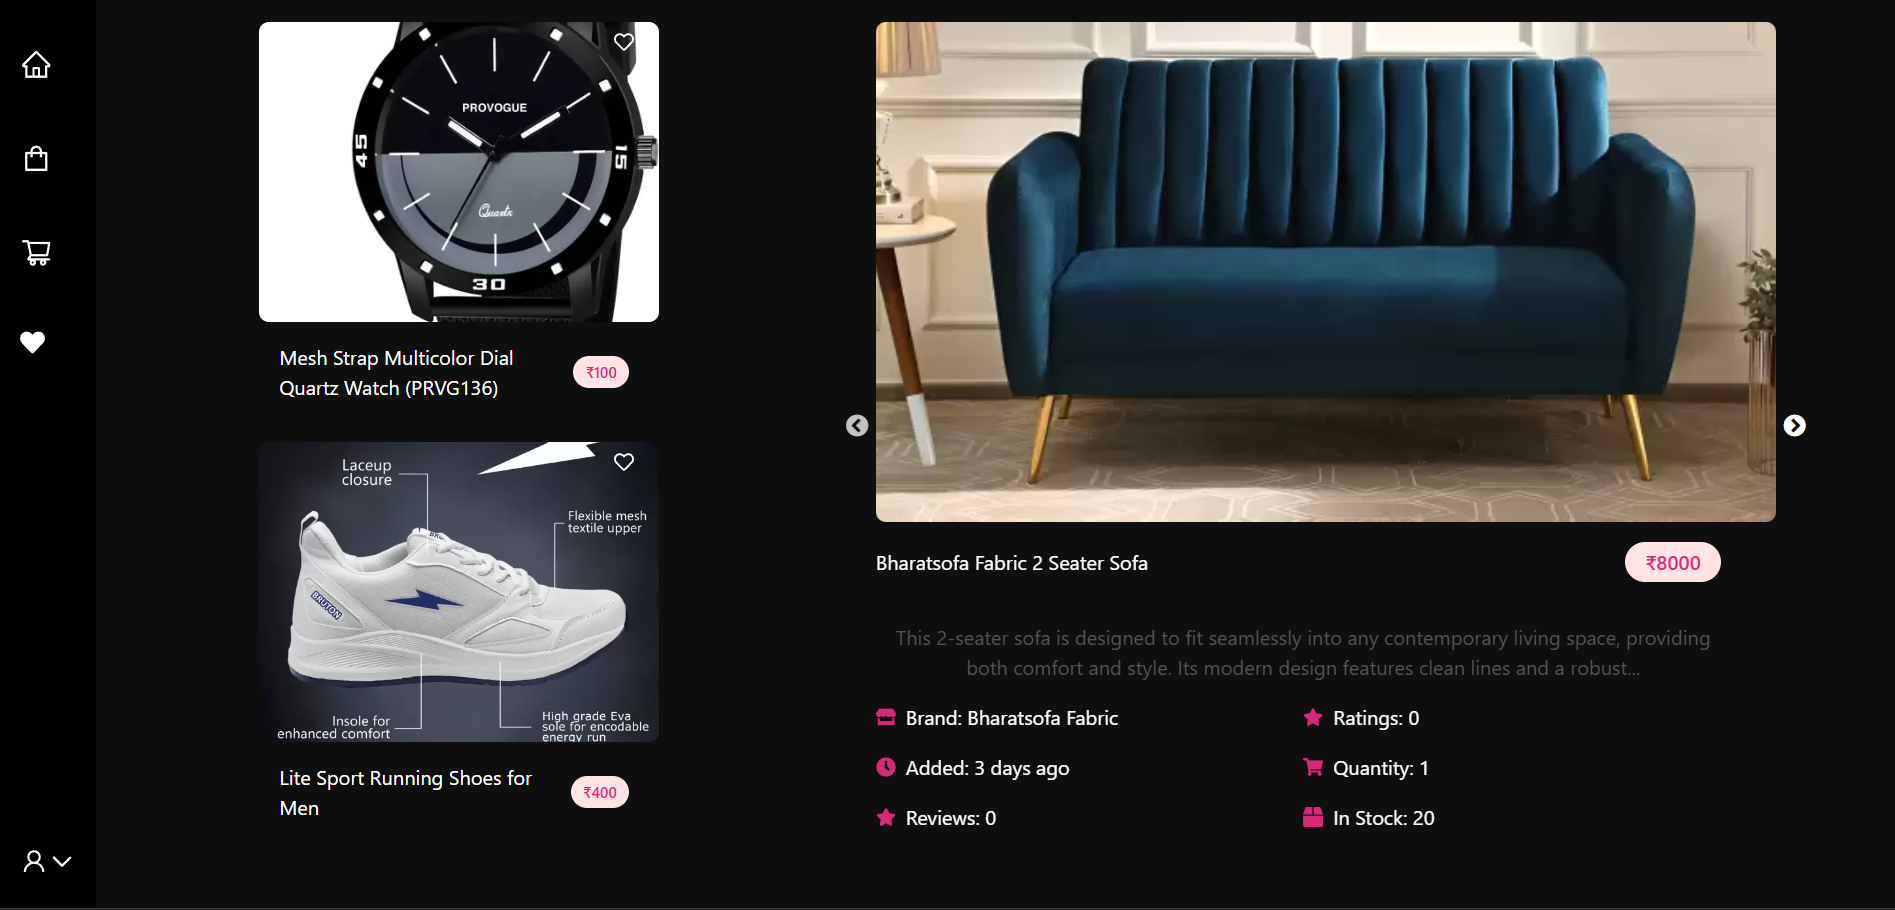 PROVOGUE
45
15
Quartz
30
Mesh Strap Multicolor Dial
Quartz Watch (PRVG136)
₹100
Laceup
closure
Flexible mesh
textile upper
BRUTON
Insole for
enhanced comfort
High grade Eva
sole for encodable
energy run
Lite Sport Running Shoes for
Men
₹400
Bharatsofa Fabric 2 Seater Sofa
₹8000
This 2-seater sofa is designed to fit seamlessly into any contemporary living space, providing
both comfort and style. Its modern design features clean lines and a robust...
Brand: Bharatsofa Fabric
Ratings: 0
Added: 3 days ago
Quantity: 1
Reviews: 0
In Stock: 20